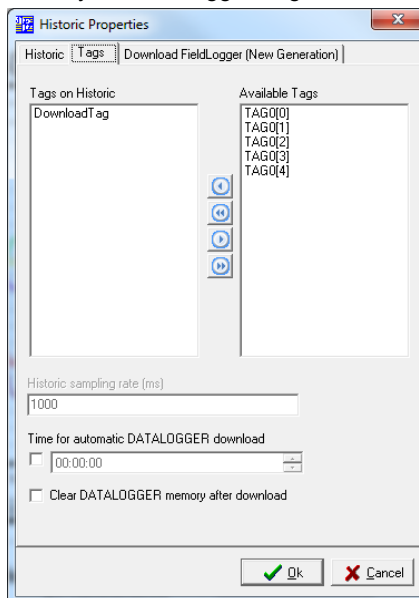 Historic Properties
Historic Tags Download FieldLogger (New Generation)
Tags on Historic Available Tags
DownloadTag TAG0[0]
TAG0[1]
TAG0[2]
TAG0[3]
TAG0[4]
Historic sampling rate (ms)
1000
Time for automatic DATALOGGER download
00:00:00
Clear DATALOGGER memory after download
Ok Cancel